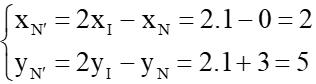 x_{N'} = 2x_I − x_N = 2.1 − 0 = 2
y_{N'} = 2y_I − y_N = 2.1 + 3 = 5